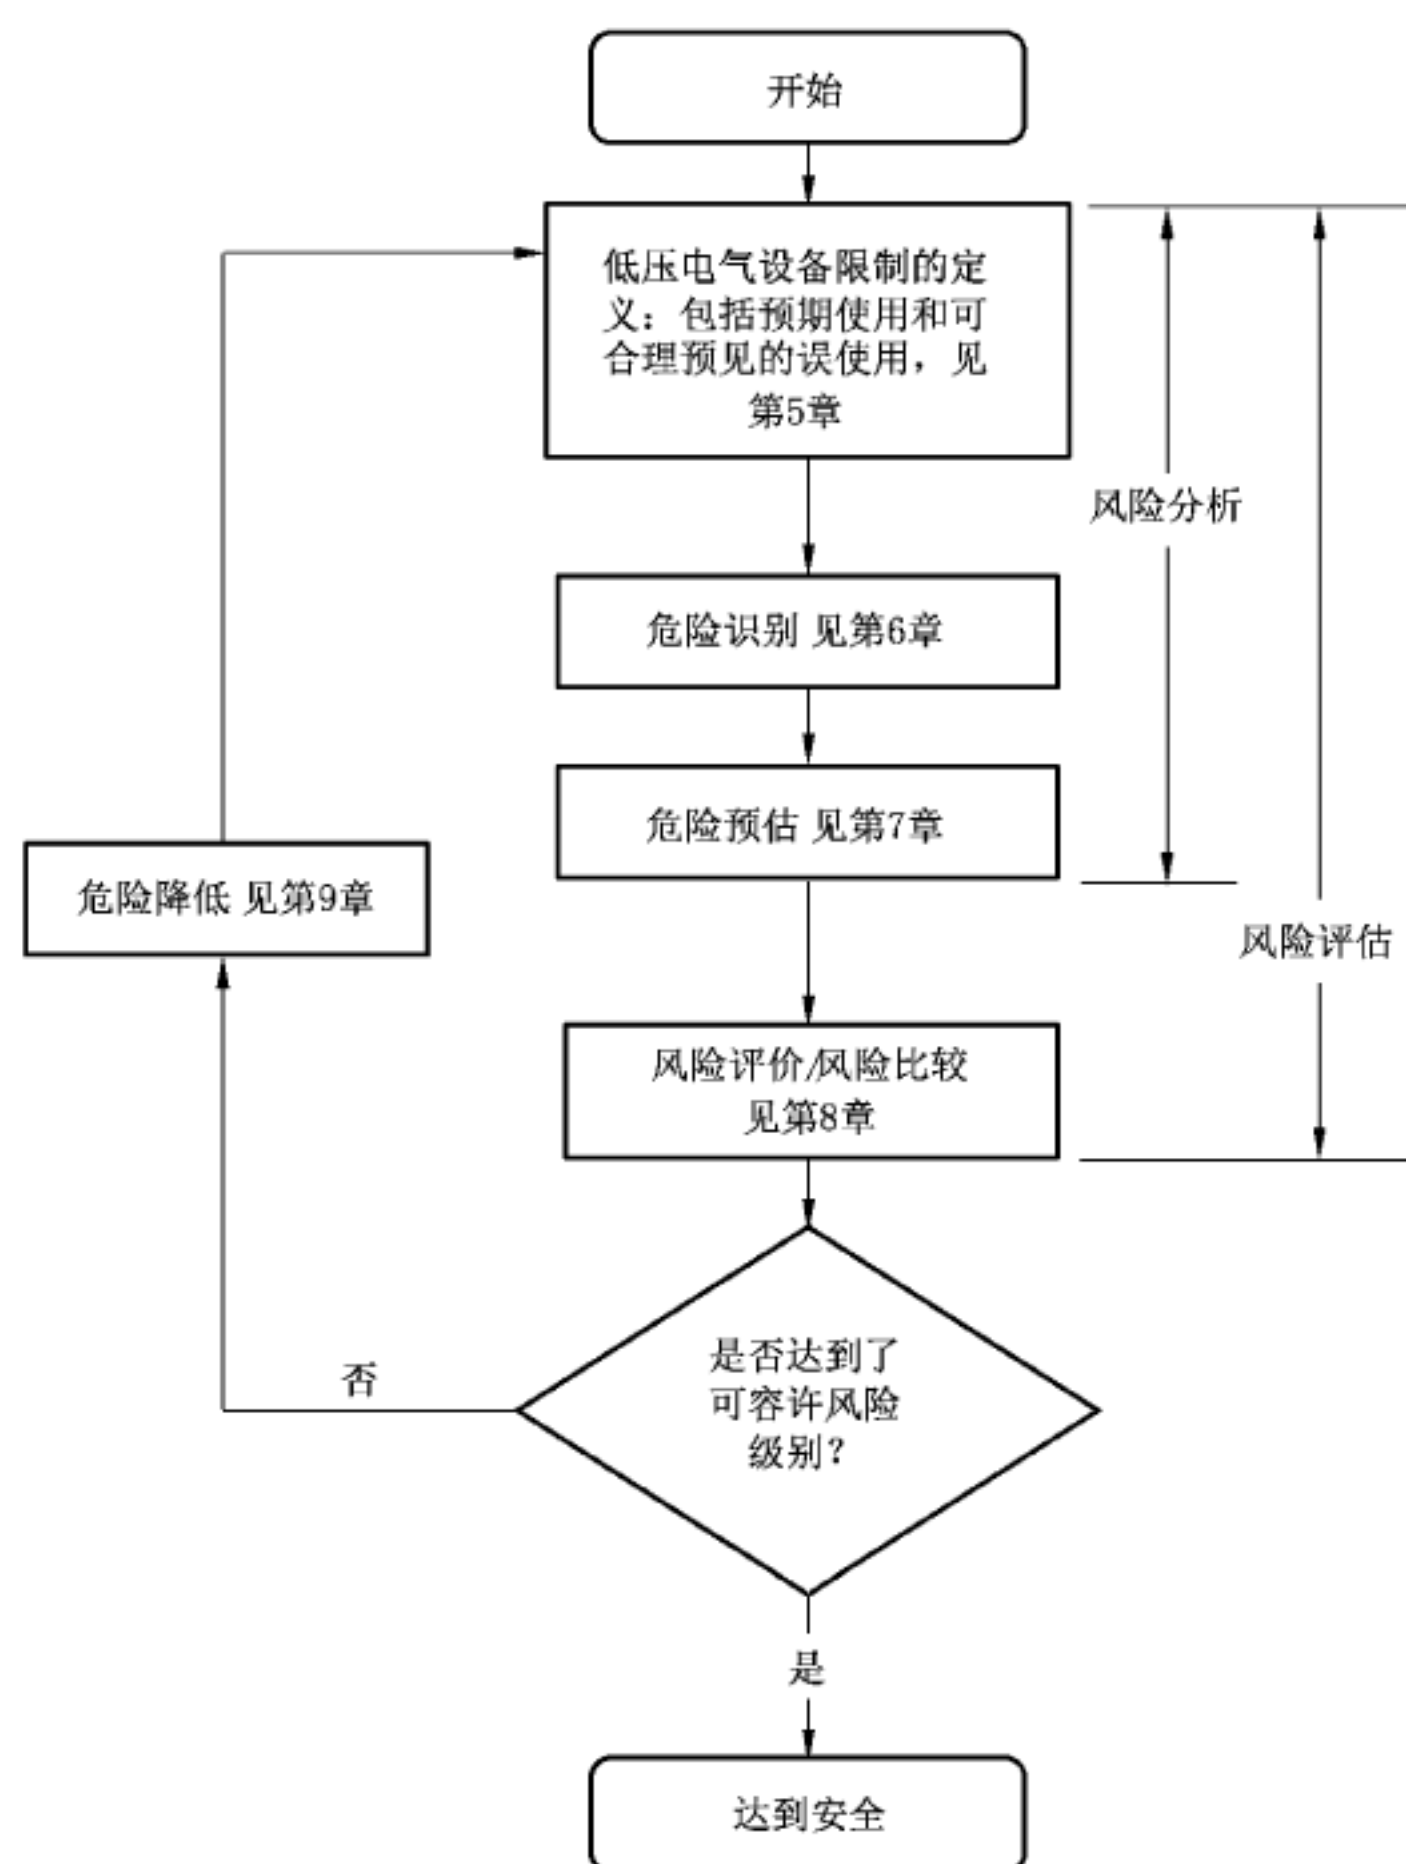 开始
低压电气设备限制的定
义：包括预期使用和可
合理预见的误使用，见
第5章
风险分析
危险识别 见第6章
危险预估 见第7章
危险降低 见第9章
风险评估
风险评价/风险比较
见第8章
是否达到了
可容许风险
级别？
否
是
达到安全